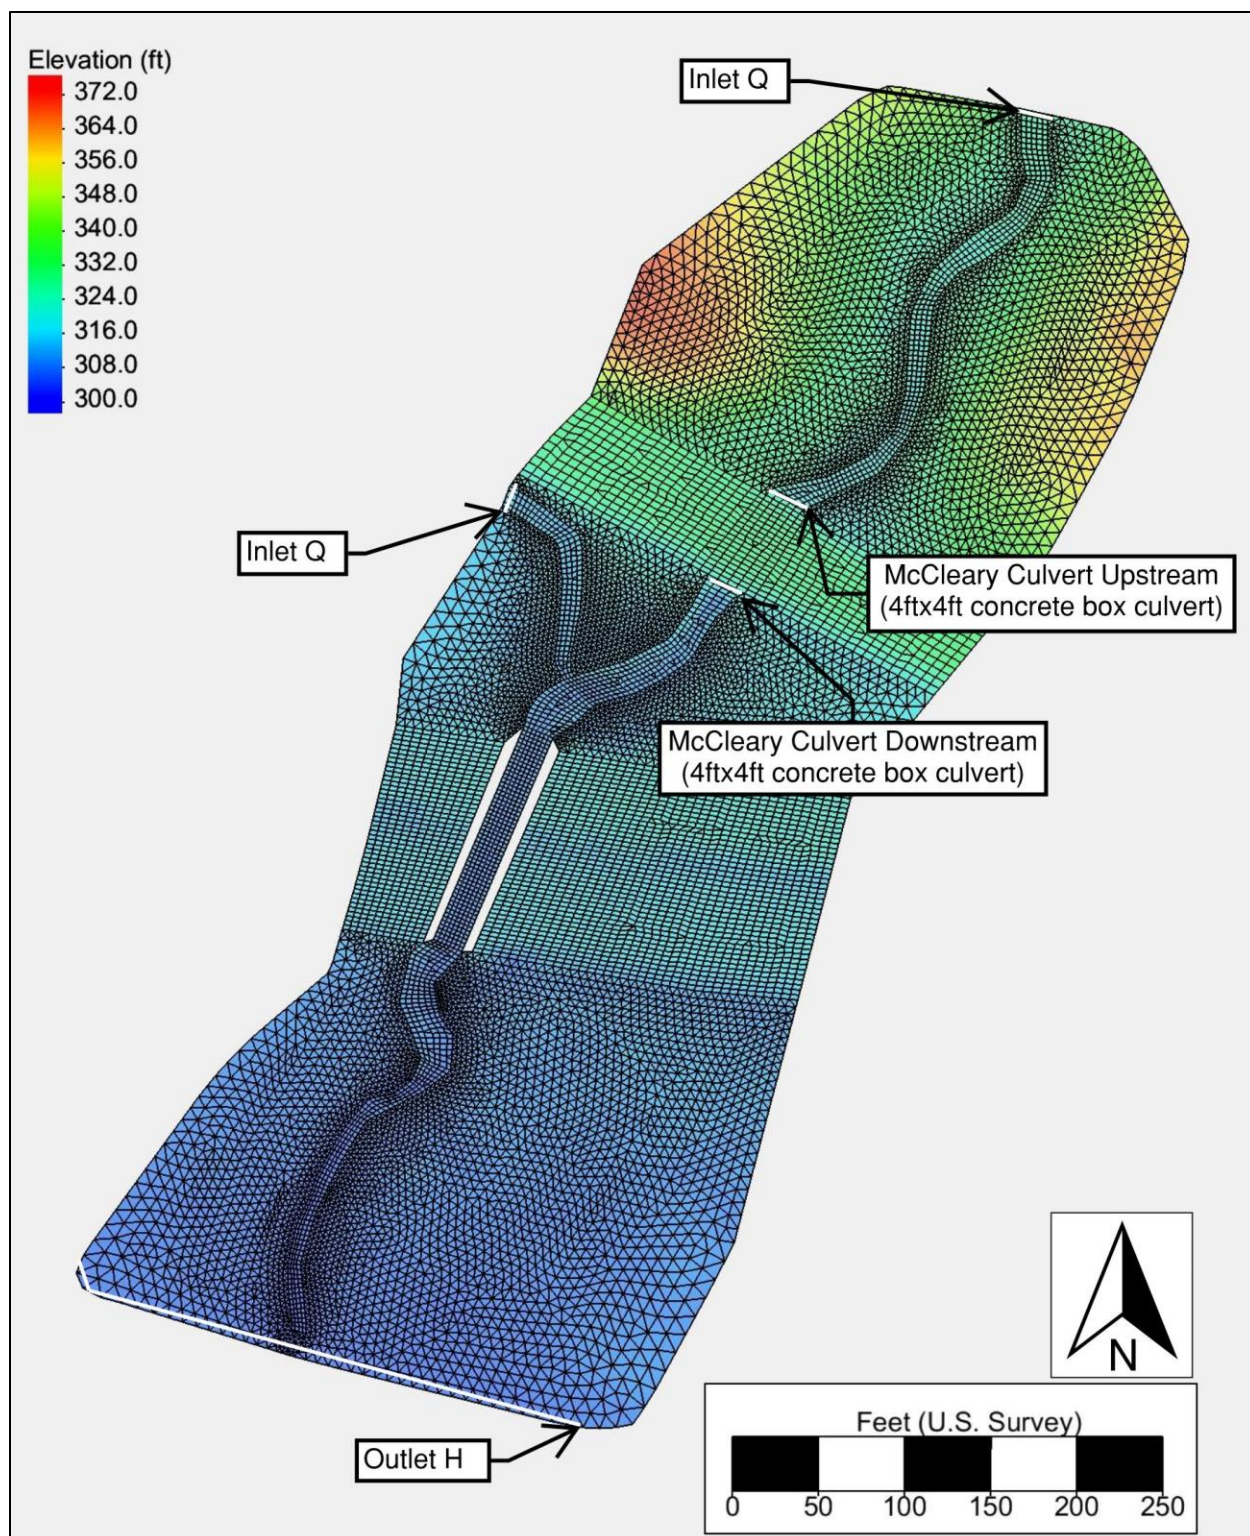 Elevation (ft)
372.0
364.0
356.0
348.0
340.0
332.0
324.0
316.0
308.0
300.0
Inlet Q
Inlet Q
McCleary Culvert Upstream
(4ftx4ft concrete box culvert)
McCleary Culvert Downstream
(4ftx4ft concrete box culvert)
Outlet H
N
Feet (U.S. Survey)
0 50 100 150 200 250